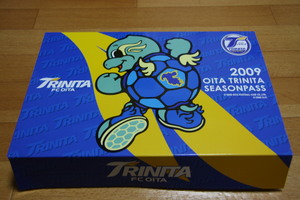 TRINITA
FC OITA
2009
OITA TRINITA
SEASONPASS
TRINITA
FC OITA